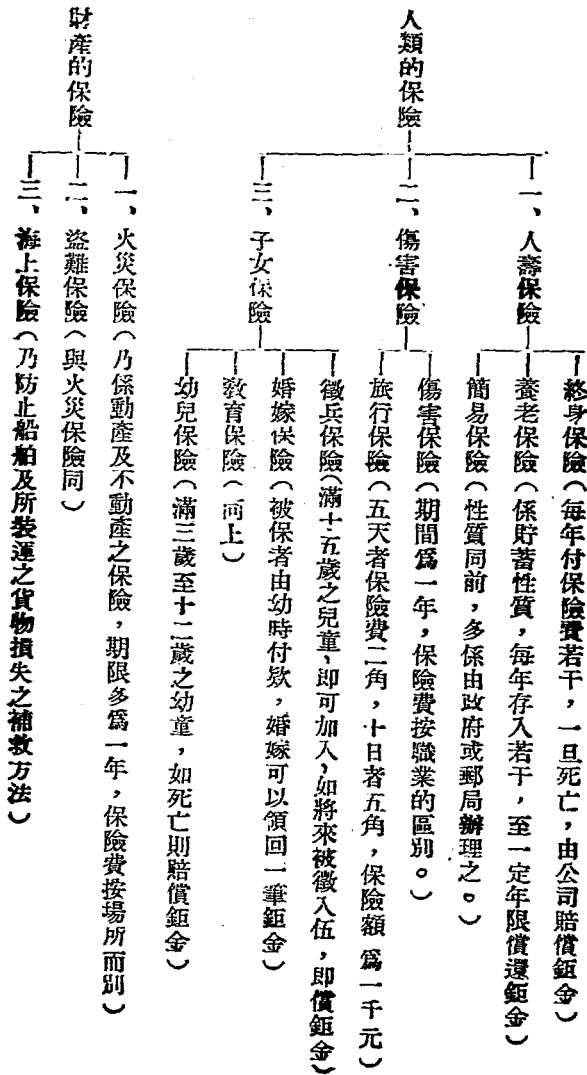 人類的保險
一、人壽保險
終身保險（每年付保險費若干，一旦死亡，由公司賠償鉅金）
養老保險（係貯蓄性質，每年存入若干，至一定年限償還鉅金）
簡易保險（性質同前，多係由政府或郵局辦理之。）
二、傷害保險
傷害保險（期間爲一年，保險費按職業的區別。）
旅行保險（五天者保險費二角，十日者五角，保險額爲一千元）
三、子女保險
徵兵保險（滿十五歲之兒童，即可加入，如將來被徵入伍，即償鉅金）
婚嫁保險（被保者由幼時付欵，婚嫁可以領回一筆鉅金）
敎育保險（同上）
幼兒保險（滿三歲至十二歲之幼童，如死亡則賠償鉅金）
財產的保險
一、火災保險（乃係動產及不動產之保險，期限多爲一年，保險費按場所而別）
二、盜難保險（與火災保險同）
三、海上保險（乃防止船舶及所裝運之貨物損失之補救方法）